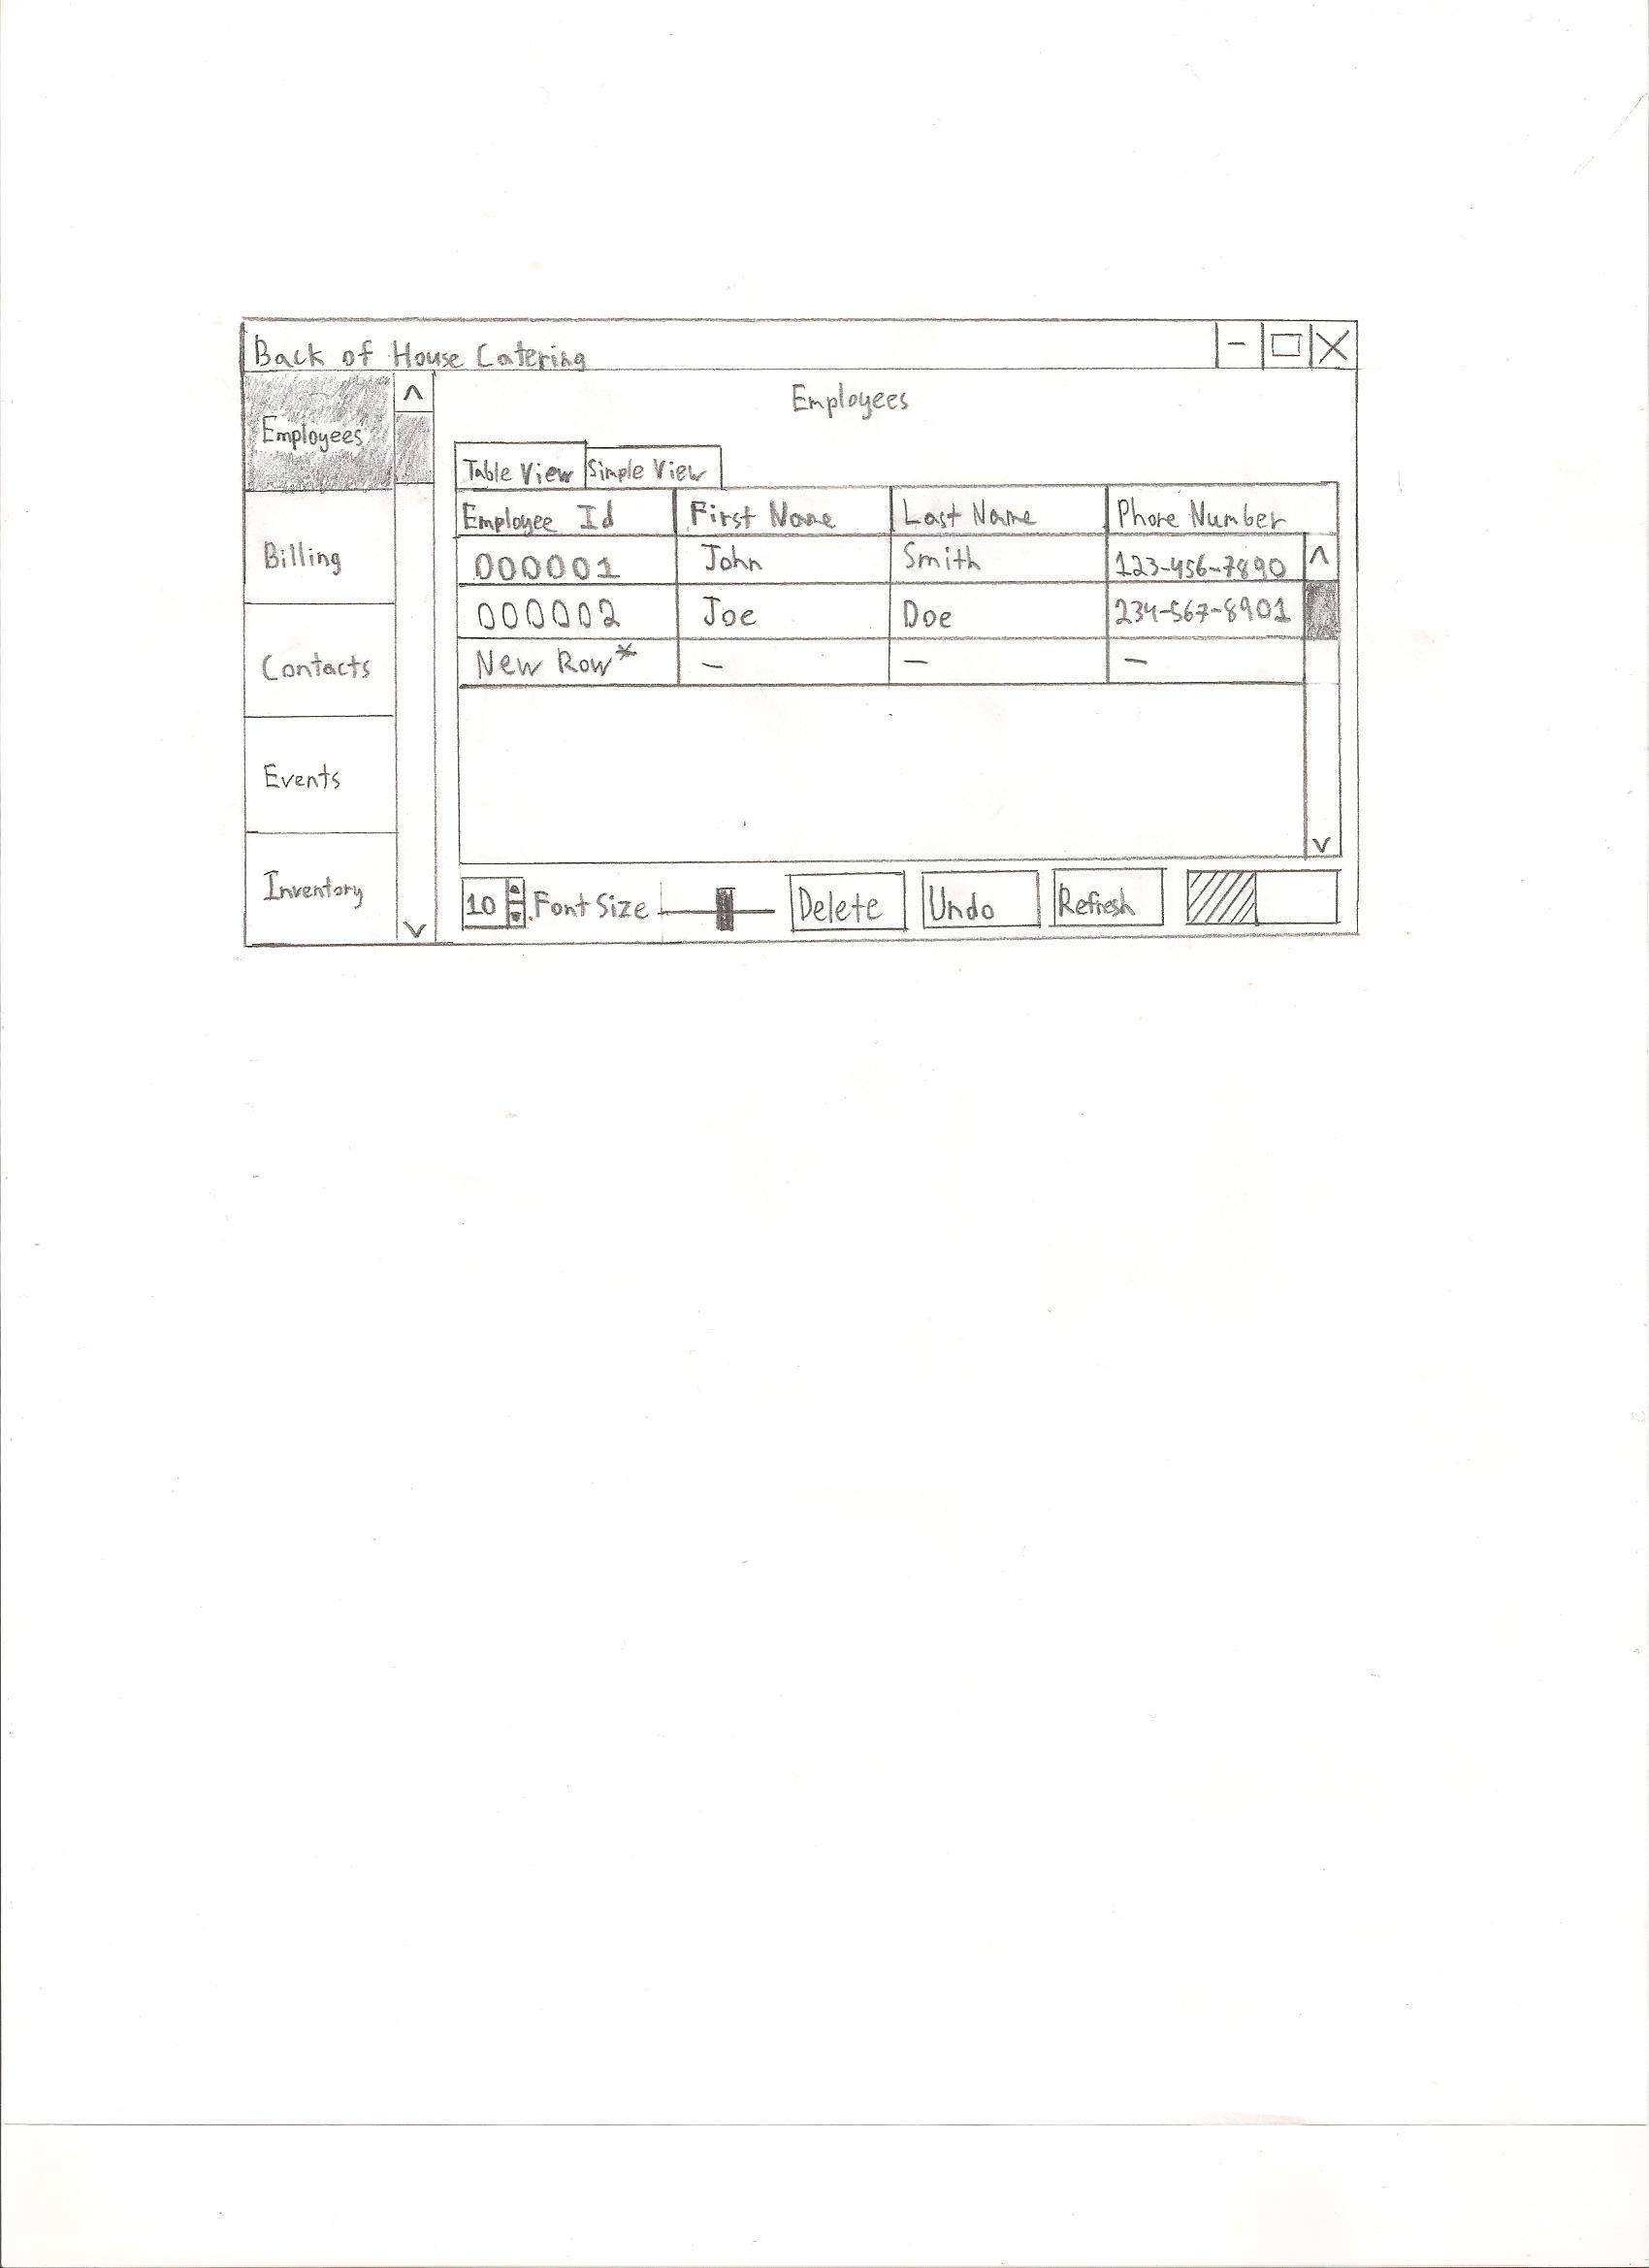 Back of House Catering
Employees
Billing
Contacts
Events
Inventory
Employees
Table View Simple View
Employee Id First Name Last Name Phone Number
000001 John Smith 123-456-7890
000002 Joe Doe 234-567-8901
New Row* – – –
10 Font Size Delete Undo Refresh